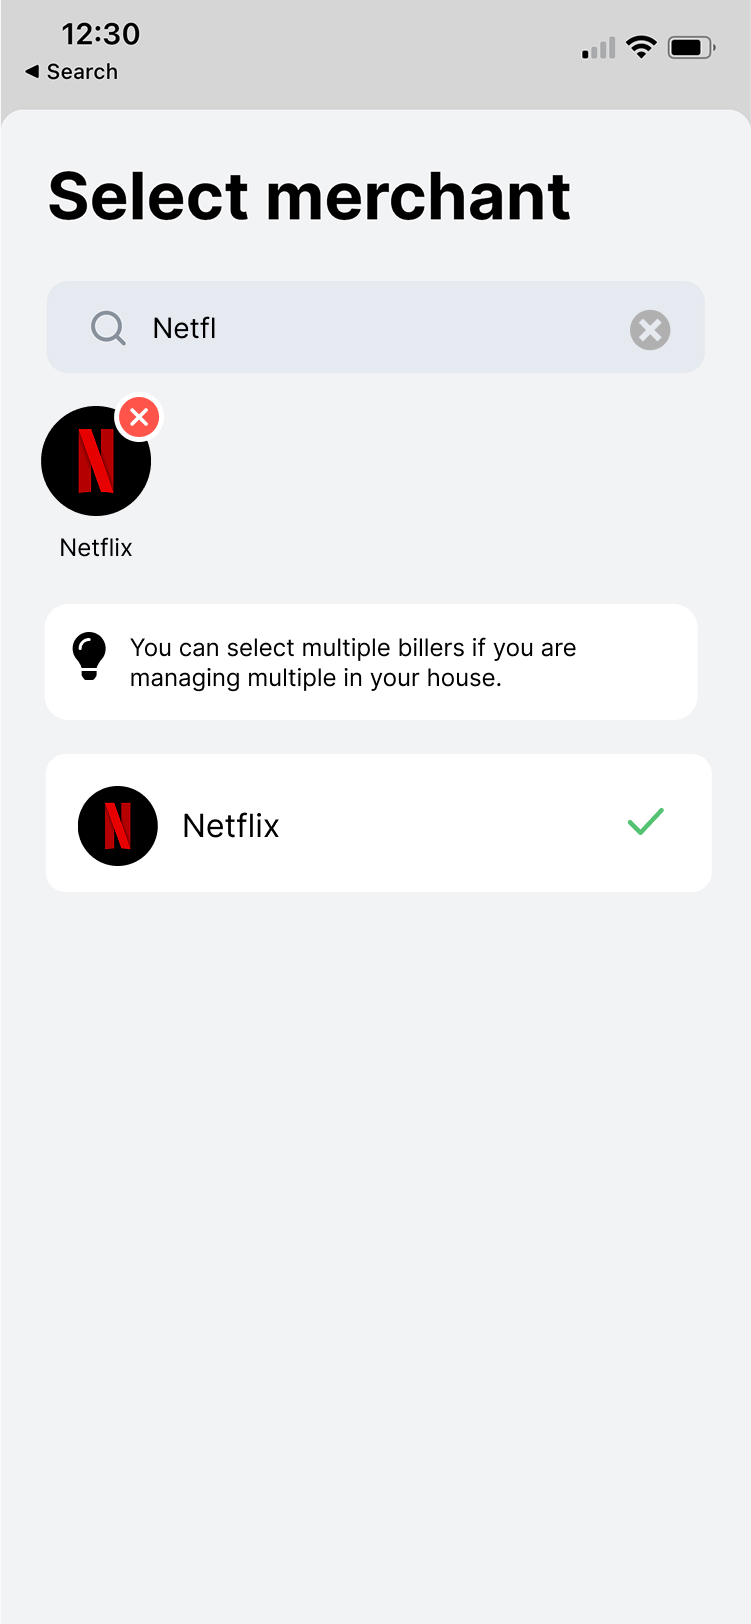 12:30
◀ Search
Select merchant
Netfl
Netflix
You can select multiple billers if you are
managing multiple in your house.
Netflix